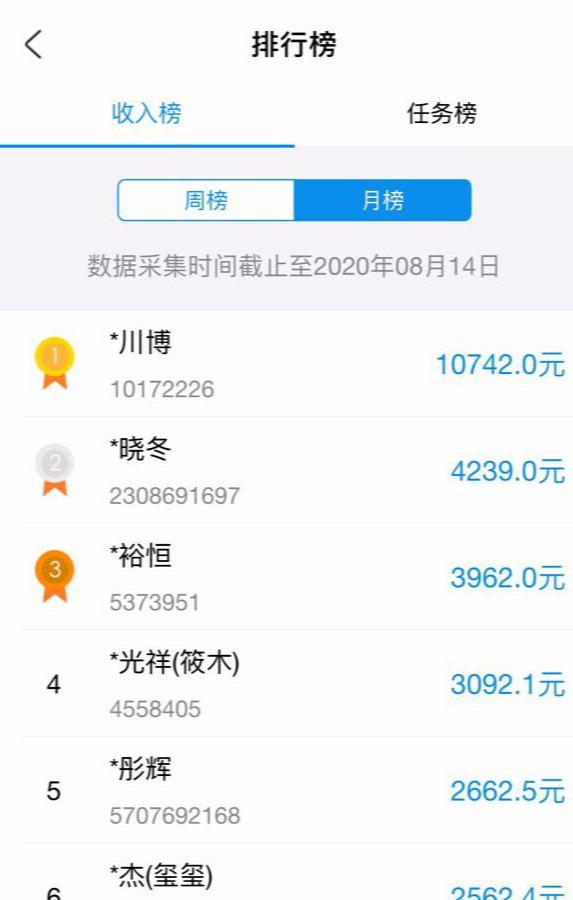 排行榜
收入榜 任务榜
周榜 月榜
数据采集时间截止至2020年08月14日
1 *川博 10742.0元
10172226
2 *晓冬 4239.0元
2308691697
3 *裕恒 3962.0元
5373951
4 *光祥(筱木) 3092.1元
4558405
5 *彤辉 2662.5元
5707692168
6 *杰(玺玺) 2562.4元